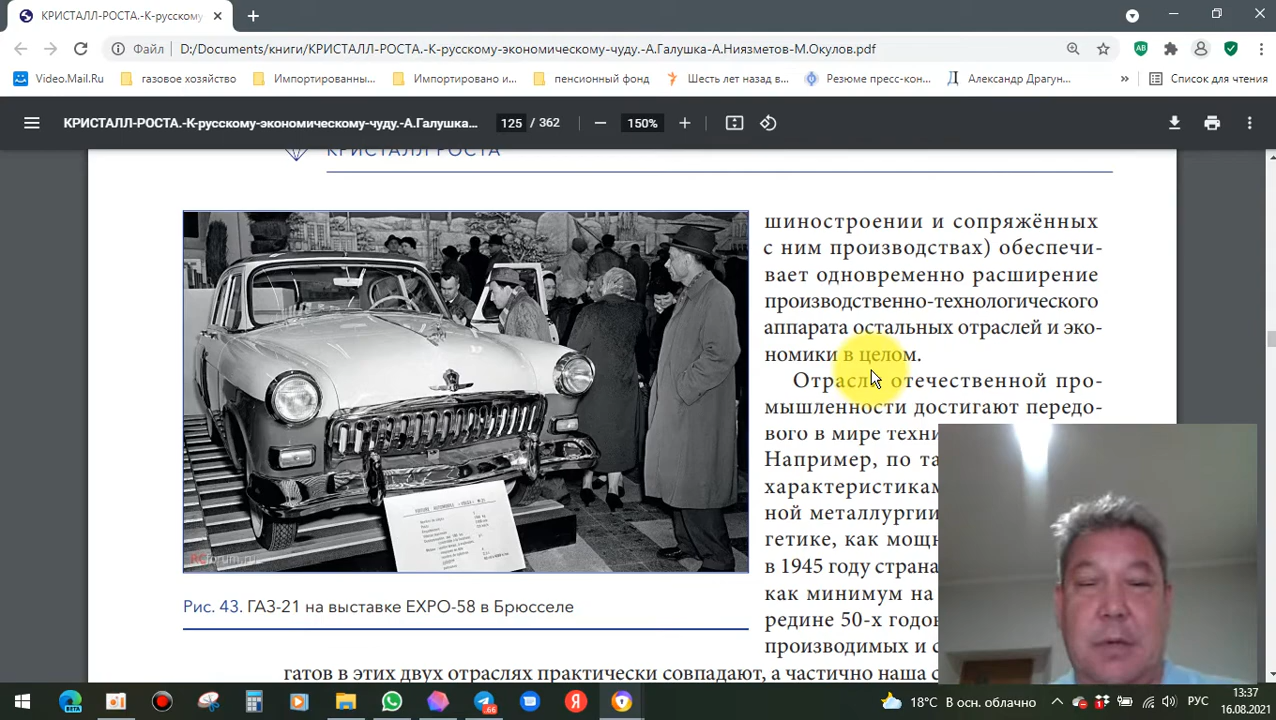 КРИСТАЛЛ-РОСТА.-К-русскому-
Файл
D:/Documents/книги/КРИСТАЛЛ-РОСТА.-К-русскому-экономическому-чуду.-А.Галушка-А.Ниязметов-М.Окулов.pdf
Video.Mail.Ru
газовое хозяйство
Импортированны...
Импортировано и...
пенсионный фонд
Шесть лет назад в...
Резюме пресс-кон...
Александр Драгун...
»
Список для чтения
КРИСТАЛЛ-РОСТА.-К-русскому-экономическому-чуду.-А.Галушка...
125 / 362
150%
КРИСТАЛЛ РОСТА
шиностроении и сопряжённых
с ним производствах) обеспечи-
вает одновременно расширение
производственно-технологического
аппарата остальных отраслей и эко-
номики в целом.
Отрасли отечественной про-
мышленности достигают передо-
вого в мире техни
Например, по та
характеристикам
ной металлургии
гетике, как мощн
в 1945 году страна
как минимум на
редине 50-х годов
производимых и с
гатов в этих двух отраслях практически совпадают, а частично наша с
RCforum.ru
Рис. 43. ГАЗ-21 на выставке EXPO-58 в Брюсселе
BETA
66
18°C В осн. облачно
РУС
13:37
16.08.2021